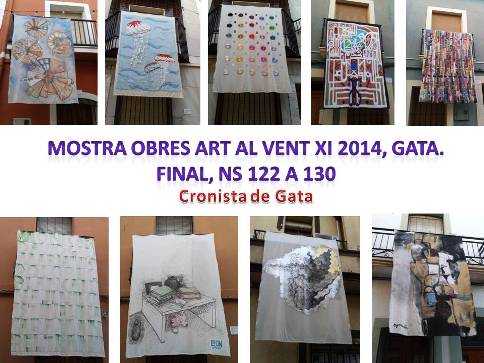 MOSTRA OBRES ART AL VENT XI 2014, GATA.
FINAL, NS 122 A 130
Cronista de Gata